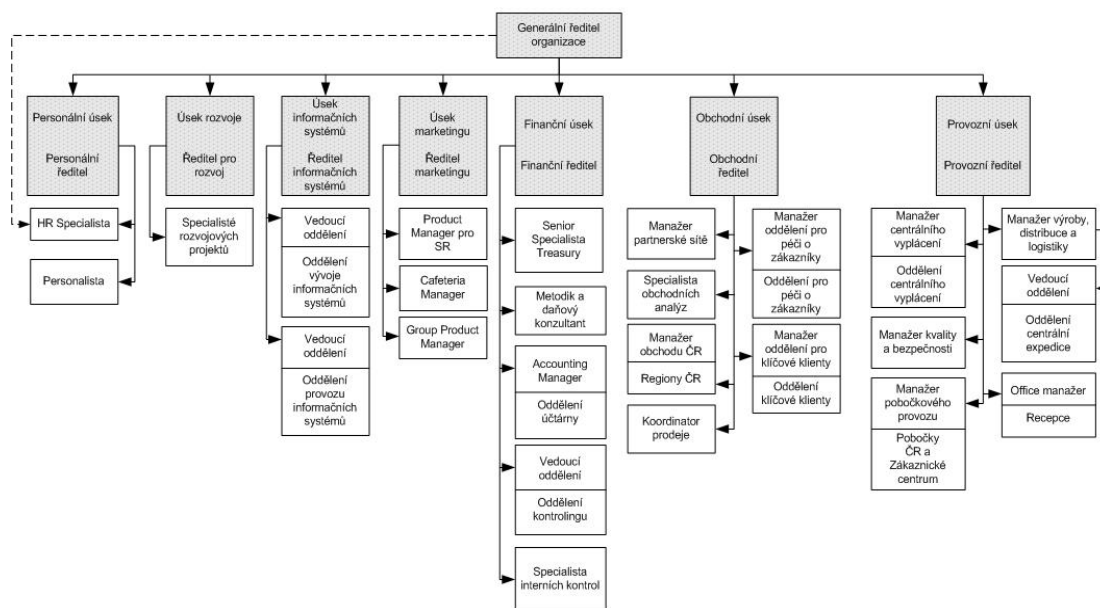 Generální ředitel
organizace
Personální úsek
Personální
ředitel
Úsek rozvoje
Ředitel pro
rozvoj
Úsek
informačních
systémů
Ředitel
informačních
systémů
Úsek
marketingu
Ředitel
marketingu
Finanční úsek
Finanční ředitel
Obchodní úsek
Obchodní
ředitel
Provozní úsek
Provozní ředitel
HR Specialista
Personalista
Specialisté
rozvojových
projektů
Vedoucí
oddělení
Oddělení
vývoje
informačních
systémů
Vedoucí
oddělení
Oddělení
provozu
informačních
systémů
Product
Manager pro
SR
Cafeteria
Manager
Group Product
Manager
Senior
Specialista
Treasury
Metodik a
daňový
konzultant
Accounting
Manager
Oddělení
účtárny
Vedoucí
oddělení
Oddělení
kontrolingu
Specialista
interních kontrol
Manažer
partnerské sítě
Specialista
obchodních
analýz
Manažer
obchodu ČR
Regiony ČR
Koordinator
prodeje
Manažer
oddělení pro
péči o
zákazníky
Oddělení pro
péči o
zákazníky
Manažer
oddělení pro
klíčové klienty
Oddělení
klíčové klienty
Manažer
centrálního
vyplácení
Oddělení
centrálního
vyplácení
Manažer kvality
a bezpečnosti
Manažer
pobočkového
provozu
Pobočky
ČR a
Zákaznické
centrum
Manažer výroby,
distribuce a
logistiky
Vedoucí
oddělení
Oddělení
centrální
expedice
Office manažer
Recepce